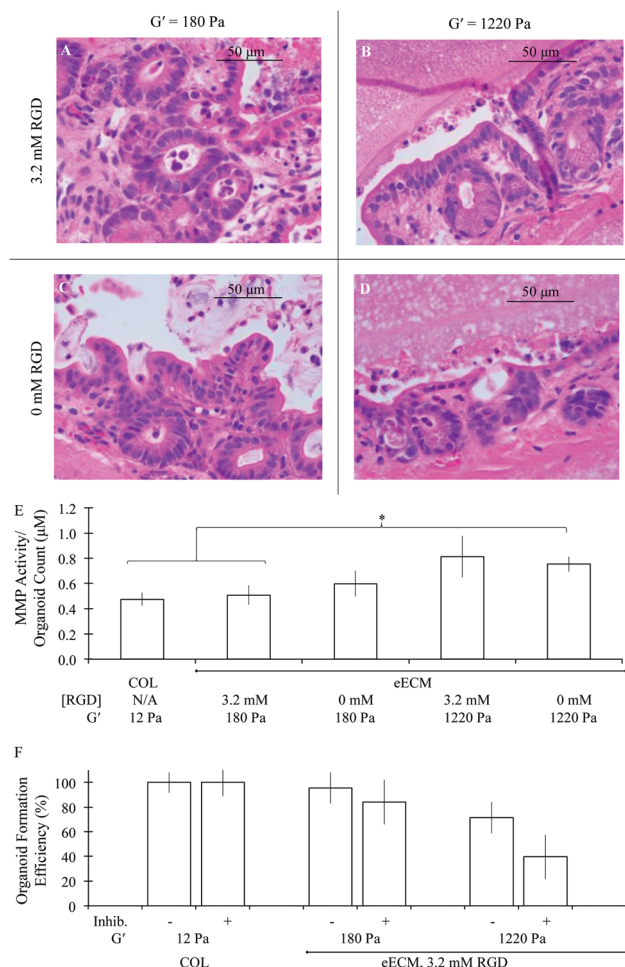 G′ = 180 Pa
G′ = 1220 Pa
3.2 mM RGD
A
50 μm
B
50 μm
0 mM RGD
C
50 μm
D
50 μm
E
MMP Activity/
Organoid Count (μM)
1.2
1.0
0.8
0.6
0.4
0.2
0.0
*
COL
eECM
[RGD]
N/A
3.2 mM
0 mM
3.2 mM
0 mM
G′
12 Pa
180 Pa
180 Pa
1220 Pa
1220 Pa
F
Organoid Formation
Efficiency (%)
100
80
60
40
20
0
Inhib.
-
+
-
+
-
+
G′
12 Pa
180 Pa
1220 Pa
COL
eECM, 3.2 mM RGD